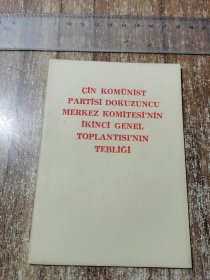 ÇİN KOMÜNİST
PARTİSİ DOKUZUNCU
MERKEZ KOMİTESİ'NİN
İKİNCİ GENEL
TOPLANTISI'NIN
TEBLİĞİ